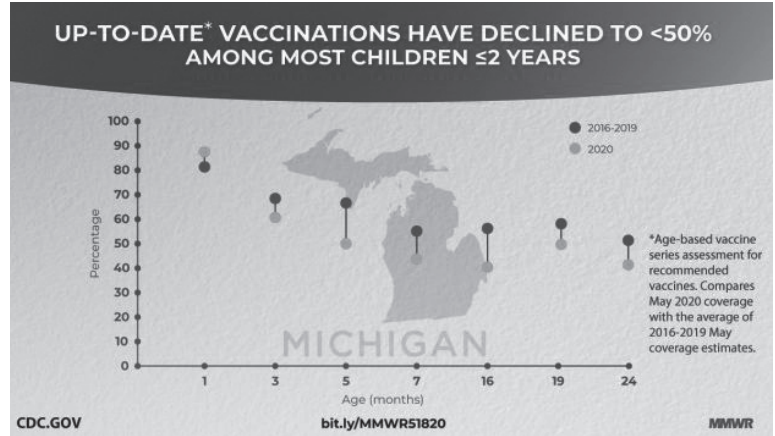 UP-TO-DATE* VACCINATIONS HAVE DECLINED TO <50%
AMONG MOST CHILDREN ≤2 YEARS
2016-2019
2020
100
90
80
70
60
50
40
30
20
10
0
Percentage
MICHIGAN
1 3 5 7 16 19 24
Age (months)
*Age-based vaccine
series assessment for
recommended
vaccines. Compares
May 2020 coverage
with the average of
2016-2019 May
coverage estimates.
CDC.GOV
bit.ly/MMWR51820
MMWR